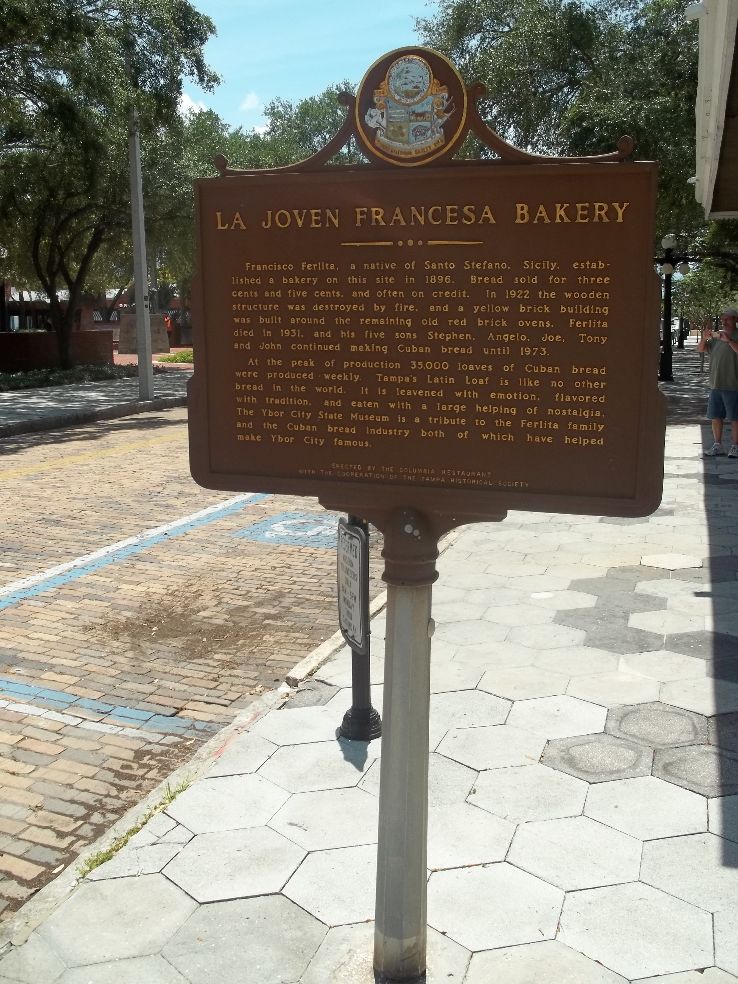 LA JOVEN FRANCESA BAKERY
Francisco Ferlita, a native of Santo Stefano, Sicily, estab-
lished a bakery on this site in 1896. Bread sold for three
cents and five cents, and often on credit. In 1922 the wooden
structure was destroyed by fire, and a yellow brick building
was built around the remaining old red brick ovens. Ferlita
died in 1931, and his five sons Stephen, Angelo, Joe, Tony
and John continued making Cuban bread until 1973.
At the peak of production 35,000 loaves of Cuban bread
were produced weekly. Tampa's Latin Loaf is like no other
bread in the world. It is leavened with emotion, flavored
with tradition, and eaten with a large helping of nostalgia.
The Ybor City State Museum is a tribute to the Ferlita family
and the Cuban bread industry both of which have helped
make Ybor City famous.
ERECTED BY THE COLUMBIA RESTAURANT
WITH THE COOPERATION OF THE TAMPA HISTORICAL SOCIETY